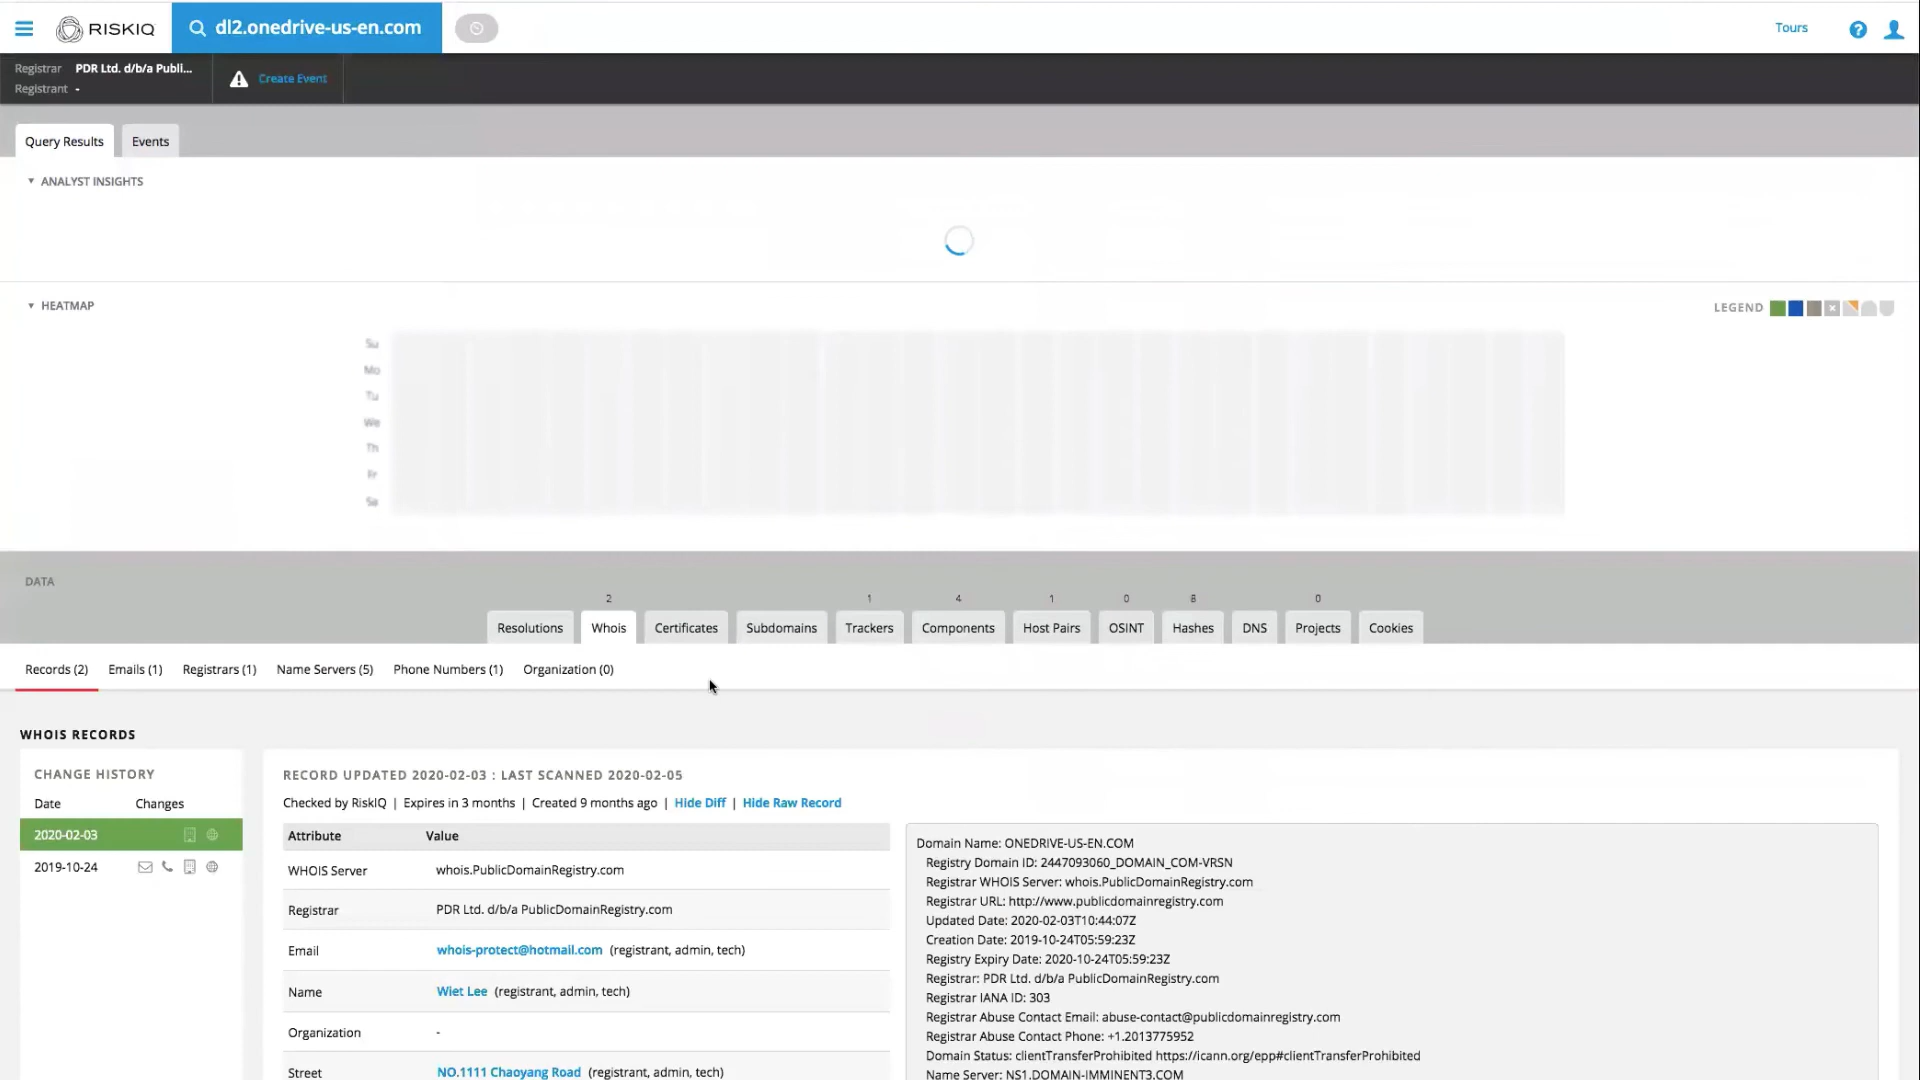 RISKIQ
dl2.onedrive-us-en.com
Tours
?
Registrar PDR Ltd. d/b/a Publi...
Registrant -
Create Event
Query Results
Events
ANALYST INSIGHTS
HEATMAP
LEGEND
Su
Mo
Tu
We
Th
Fr
Sa
DATA
2 1 4 1 0 8 0
Resolutions Whois Certificates Subdomains Trackers Components Host Pairs OSINT Hashes DNS Projects Cookies
Records (2) Emails (1) Registrars (1) Name Servers (5) Phone Numbers (1) Organization (0)
WHOIS RECORDS
CHANGE HISTORY
Date Changes
2020-02-03
2019-10-24
RECORD UPDATED 2020-02-03 : LAST SCANNED 2020-02-05
Checked by RiskIQ | Expires in 3 months | Created 9 months ago | Hide Diff | Hide Raw Record
Attribute Value
WHOIS Server whois.PublicDomainRegistry.com
Registrar PDR Ltd. d/b/a PublicDomainRegistry.com
Email whois-protect@hotmail.com (registrant, admin, tech)
Name Wiet Lee (registrant, admin, tech)
Organization -
Street NO.1111 Chaoyang Road (registrant, admin, tech)
Domain Name: ONEDRIVE-US-EN.COM
Registry Domain ID: 2447093060_DOMAIN_COM-VRSN
Registrar WHOIS Server: whois.PublicDomainRegistry.com
Registrar URL: http://www.publicdomainregistry.com
Updated Date: 2020-02-03T10:44:07Z
Creation Date: 2019-10-24T05:59:23Z
Registry Expiry Date: 2020-10-24T05:59:23Z
Registrar: PDR Ltd. d/b/a PublicDomainRegistry.com
Registrar IANA ID: 303
Registrar Abuse Contact Email: abuse-contact@publicdomainregistry.com
Registrar Abuse Contact Phone: +1.2013775952
Domain Status: clientTransferProhibited https://icann.org/epp#clientTransferProhibited
Name Server: NS1.DOMAIN-IMMINENT3.COM